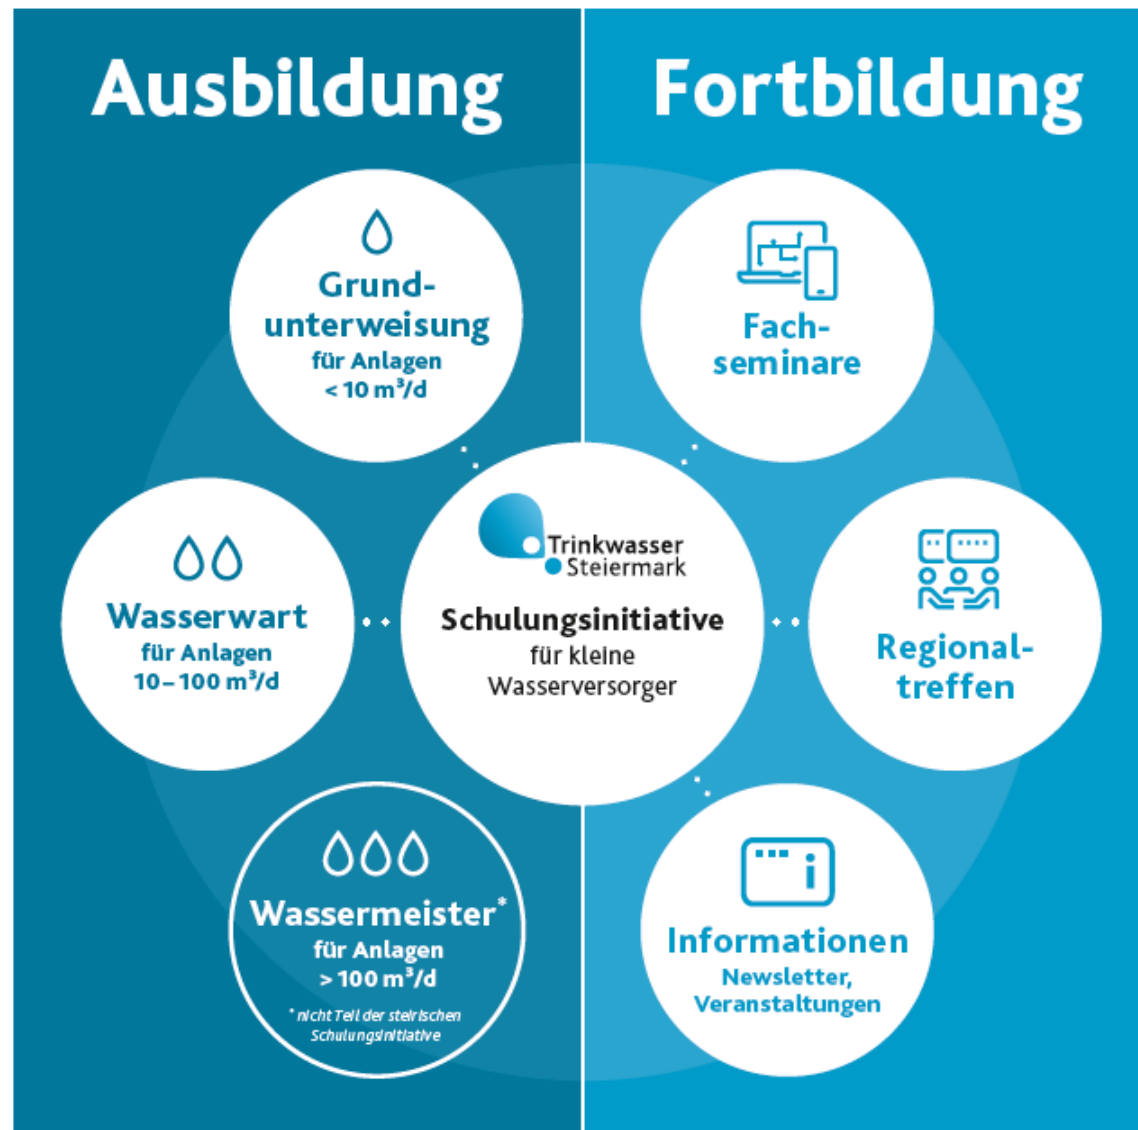 Ausbildung
Fortbildung
Grund-
unterweisung
für Anlagen
< 10 m³/d
Fach-
seminare
Wasserwart
für Anlagen
10 – 100 m³/d
Trinkwasser
Steiermark
Schulungsinitiative
für kleine
Wasserversorger
Regional-
treffen
Wassermeister*
für Anlagen
> 100 m³/d
* nicht Teil der steirischen
Schulungsinitiative
Informationen
Newsletter,
Veranstaltungen